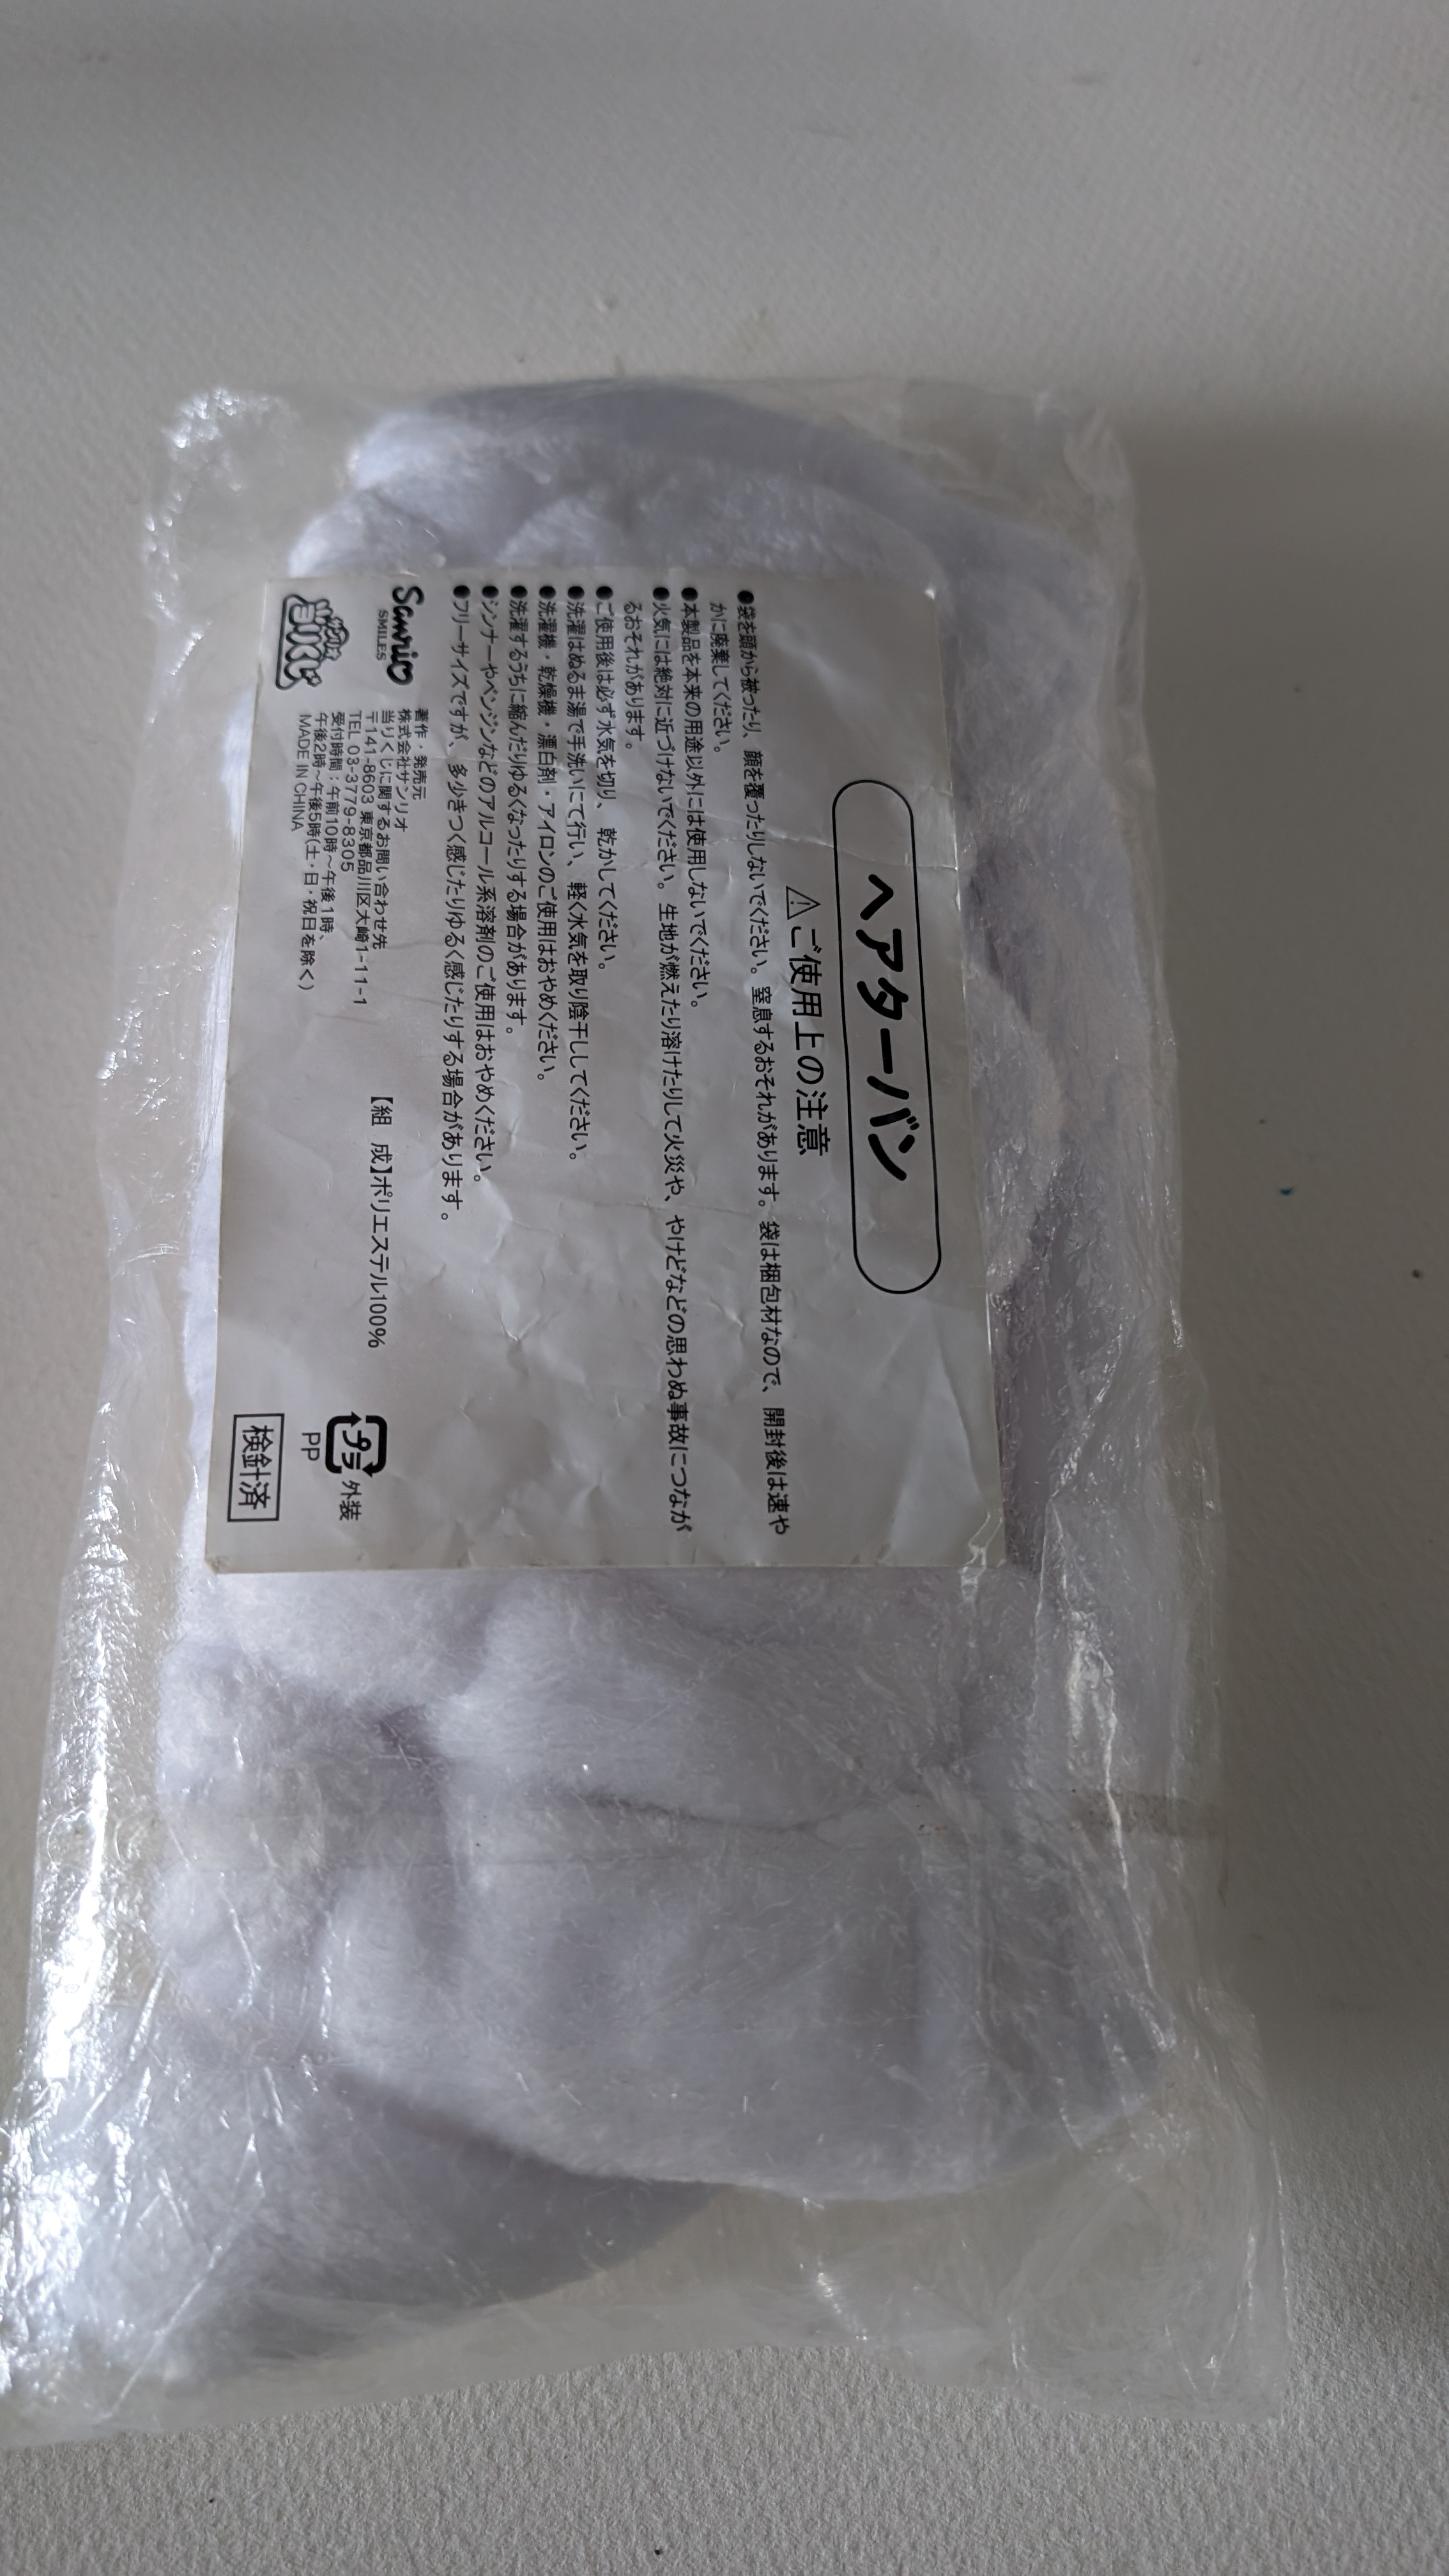 ヘアターバン
⚠ご使用上の注意
●袋を頭から被ったり、顔を覆ったりしないでください。窒息するおそれがあります。袋は梱包材なので、開封後は速や
かに廃棄してください。
●本製品を本来の用途以外には使用しないでください。
●火気には絶対に近づけないでください。生地が燃えたり溶けたりして火災や、やけどなどの思わぬ事故につなが
るおそれがあります。
●ご使用後は必ず水気を切り、乾かしてください。
●洗濯はぬるま湯で手洗いにて行い、軽く水気を取り陰干ししてください。
●洗濯機・乾燥機・漂白剤・アイロンのご使用はおやめください。
●洗濯するうちに縮んだりゆるくなったりする場合があります。
●シンナーやベンジンなどのアルコール系溶剤のご使用はおやめください。
●フリーサイズですが、多少きつく感じたりゆるく感じたりする場合があります。
Sanrio
SMILES
著作・発売元
株式会社サンリオ
当りくじに関するお問い合わせ先
〒141-8603 東京都品川区大崎1-11-1
TEL 03-3779-8305
受付時間：午前10時～午後1時、
午後2時～午後5時(土・日・祝日を除く)
MADE IN CHINA
【組 成】ポリエステル100%
プラ 外装
PP
検針済